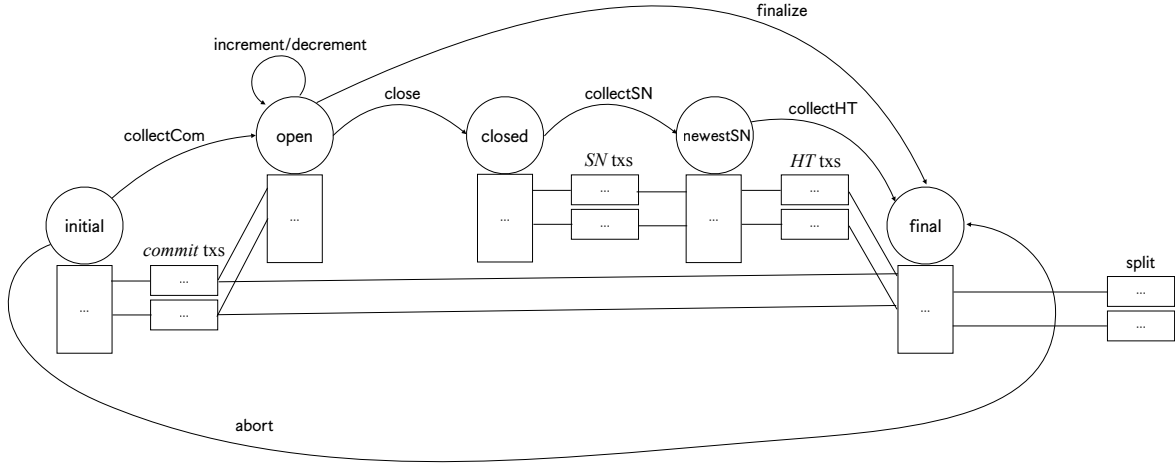 finalize
increment/decrement
close
collectSN
collectHT
collectCom
open
closed
newestSN
SN txs
HT txs
...
...
...
...
...
...
...
initial
final
commit txs
split
...
...
...
...
...
...
abort